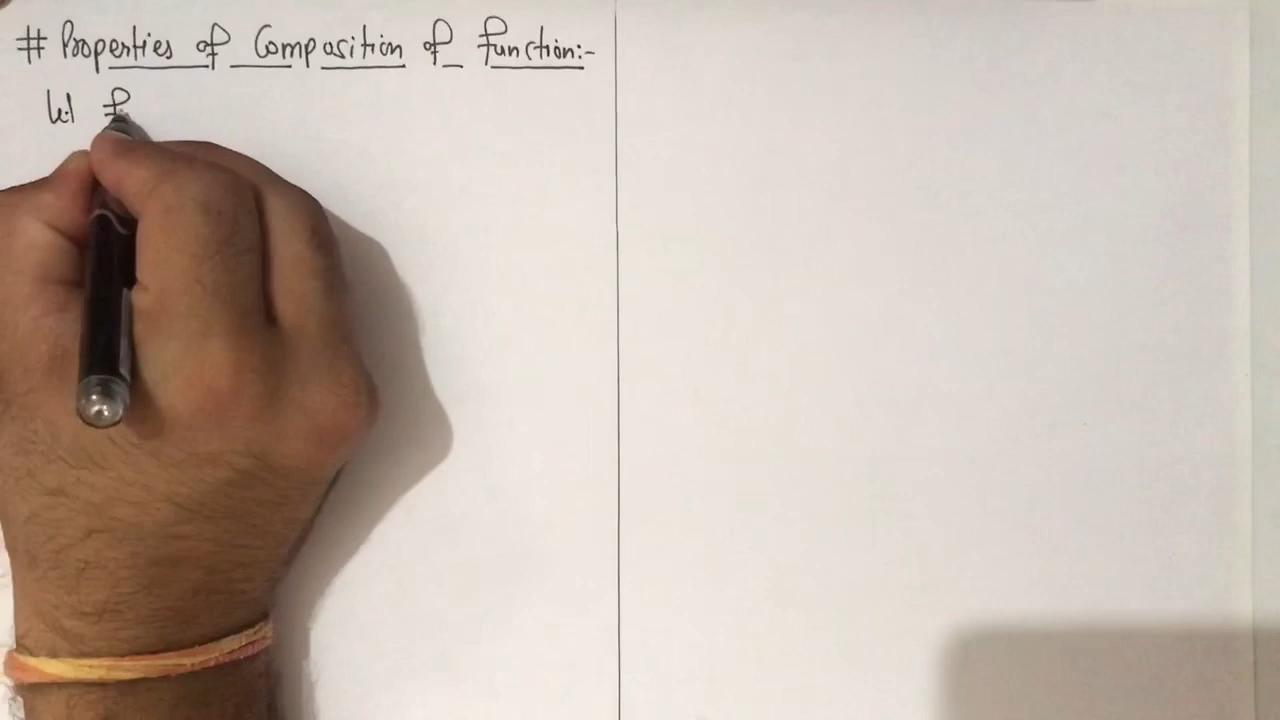 # Properties of Composition of function:-
let f